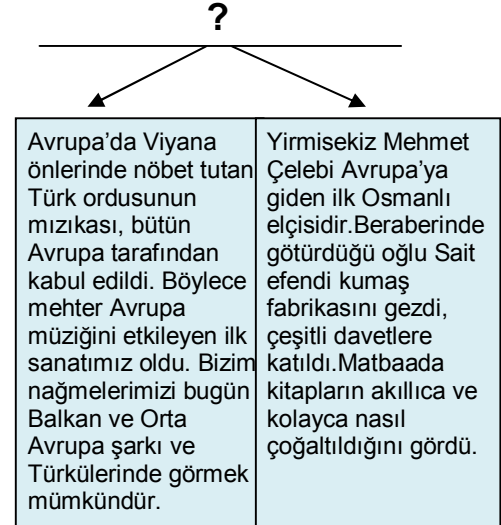 ?
Avrupa’da Viyana
önlerinde nöbet tutan
Türk ordusunun
mızıkası, bütün
Avrupa tarafından
kabul edildi. Böylece
mehter Avrupa
müziğini etkileyen ilk
sanatımız oldu. Bizim
nağmelerimizi bugün
Balkan ve Orta
Avrupa şarkı ve
Türkülerinde görmek
mümkündür.
Yirmisekiz Mehmet
Çelebi Avrupa’ya
giden ilk Osmanlı
elçisidir.Beraberinde
götürdüğü oğlu Sait
efendi kumaş
fabrikasını gezdi,
çeşitli davetlere
katıldı.Matbaada
kitapların akıllıca ve
kolayca nasıl
çoğaltıldığını gördü.